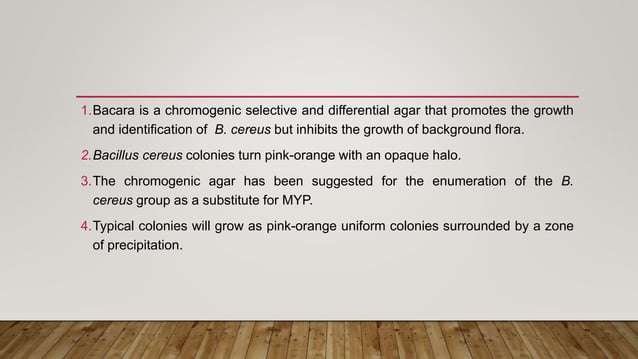 1.Bacara is a chromogenic selective and differential agar that promotes the growth
and identification of B. cereus but inhibits the growth of background flora.
2.Bacillus cereus colonies turn pink-orange with an opaque halo.
3.The chromogenic agar has been suggested for the enumeration of the B.
cereus group as a substitute for MYP.
4.Typical colonies will grow as pink-orange uniform colonies surrounded by a zone
of precipitation.